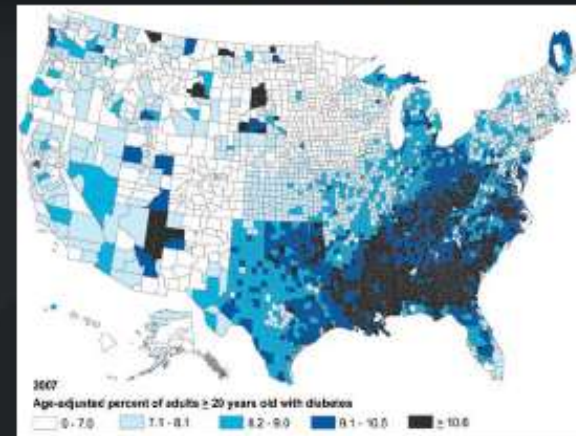 2007
Age-adjusted percent of adults ≥ 20 years old with diabetes
0 - 7.0 7.1 - 8.1 8.2 - 9.0 9.1 - 10.5 ≥ 10.6